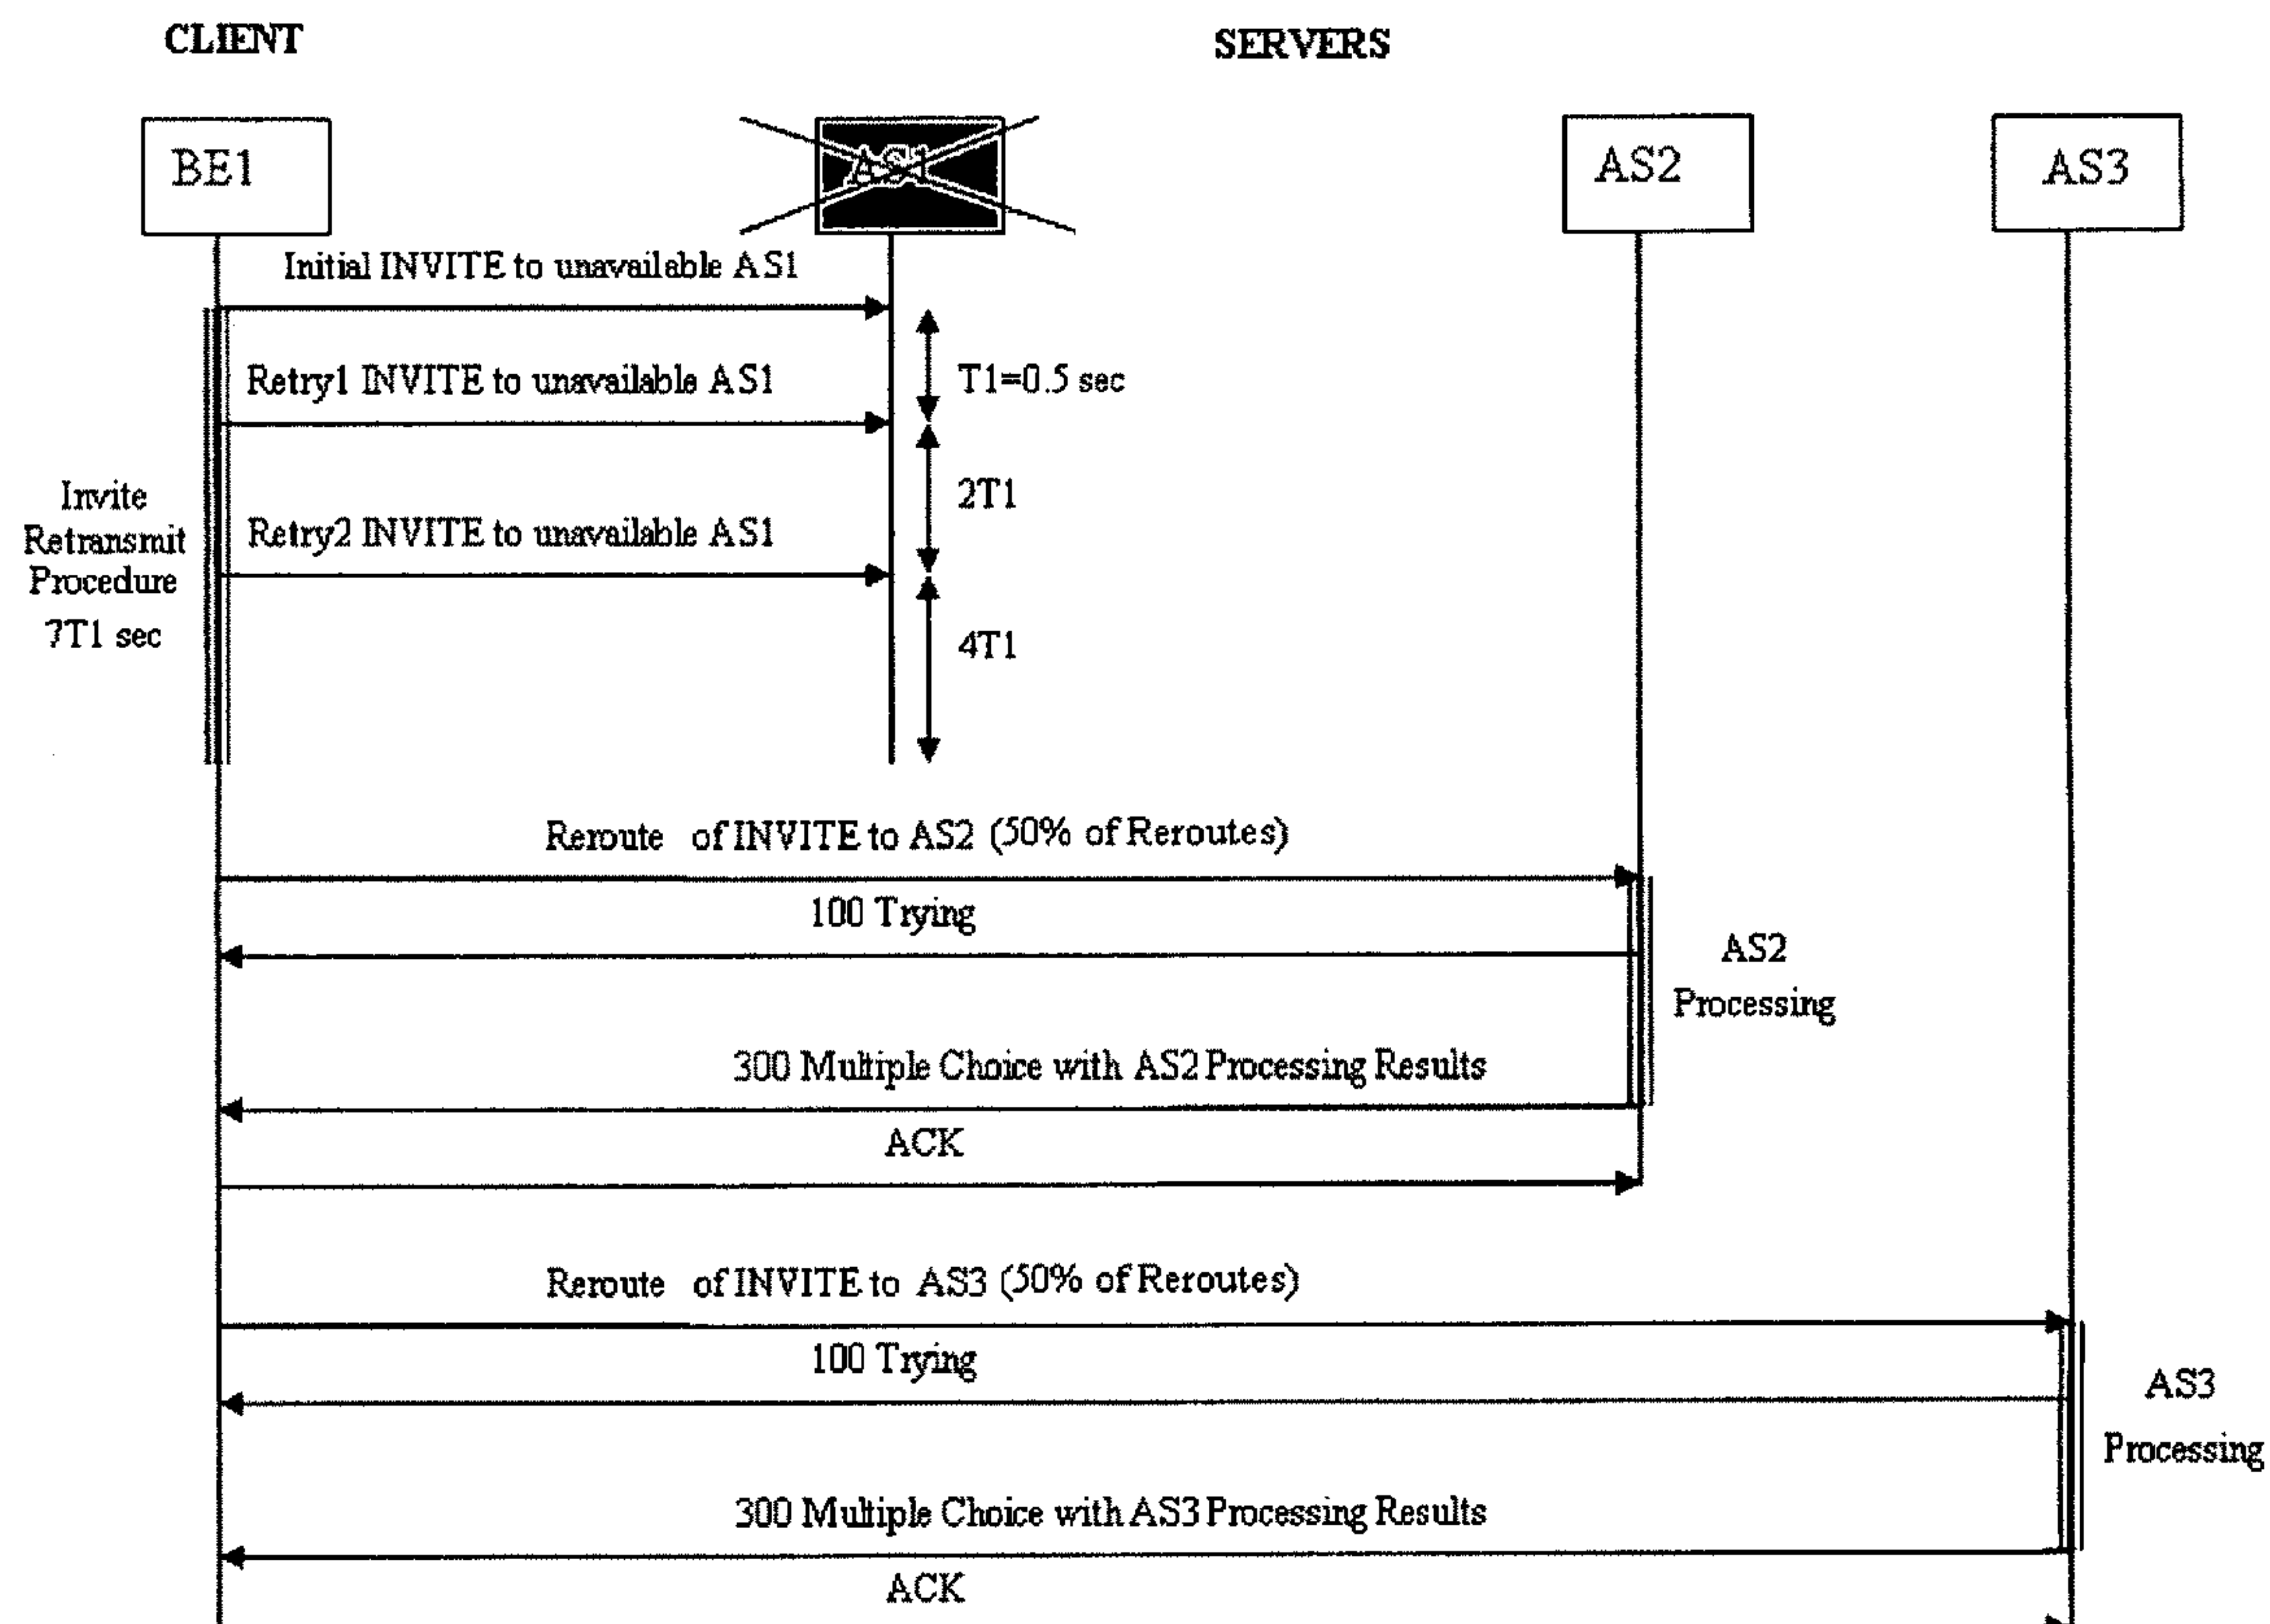 CLIENT
SERVERS
BE1
AS1
AS2
AS3
Initial INVITE to unavailable AS1
Retry1 INVITE to unavailable AS1
T1=0.5 sec
Invite
Retransmit
Procedure
7T1 sec
2T1
Retry2 INVITE to unavailable AS1
4T1
Reroute of INVITE to AS2 (50% of Reroutes)
100 Trying
AS2
Processing
300 Multiple Choice with AS2 Processing Results
ACK
Reroute of INVITE to AS3 (50% of Reroutes)
100 Trying
AS3
Processing
300 Multiple Choice with AS3 Processing Results
ACK